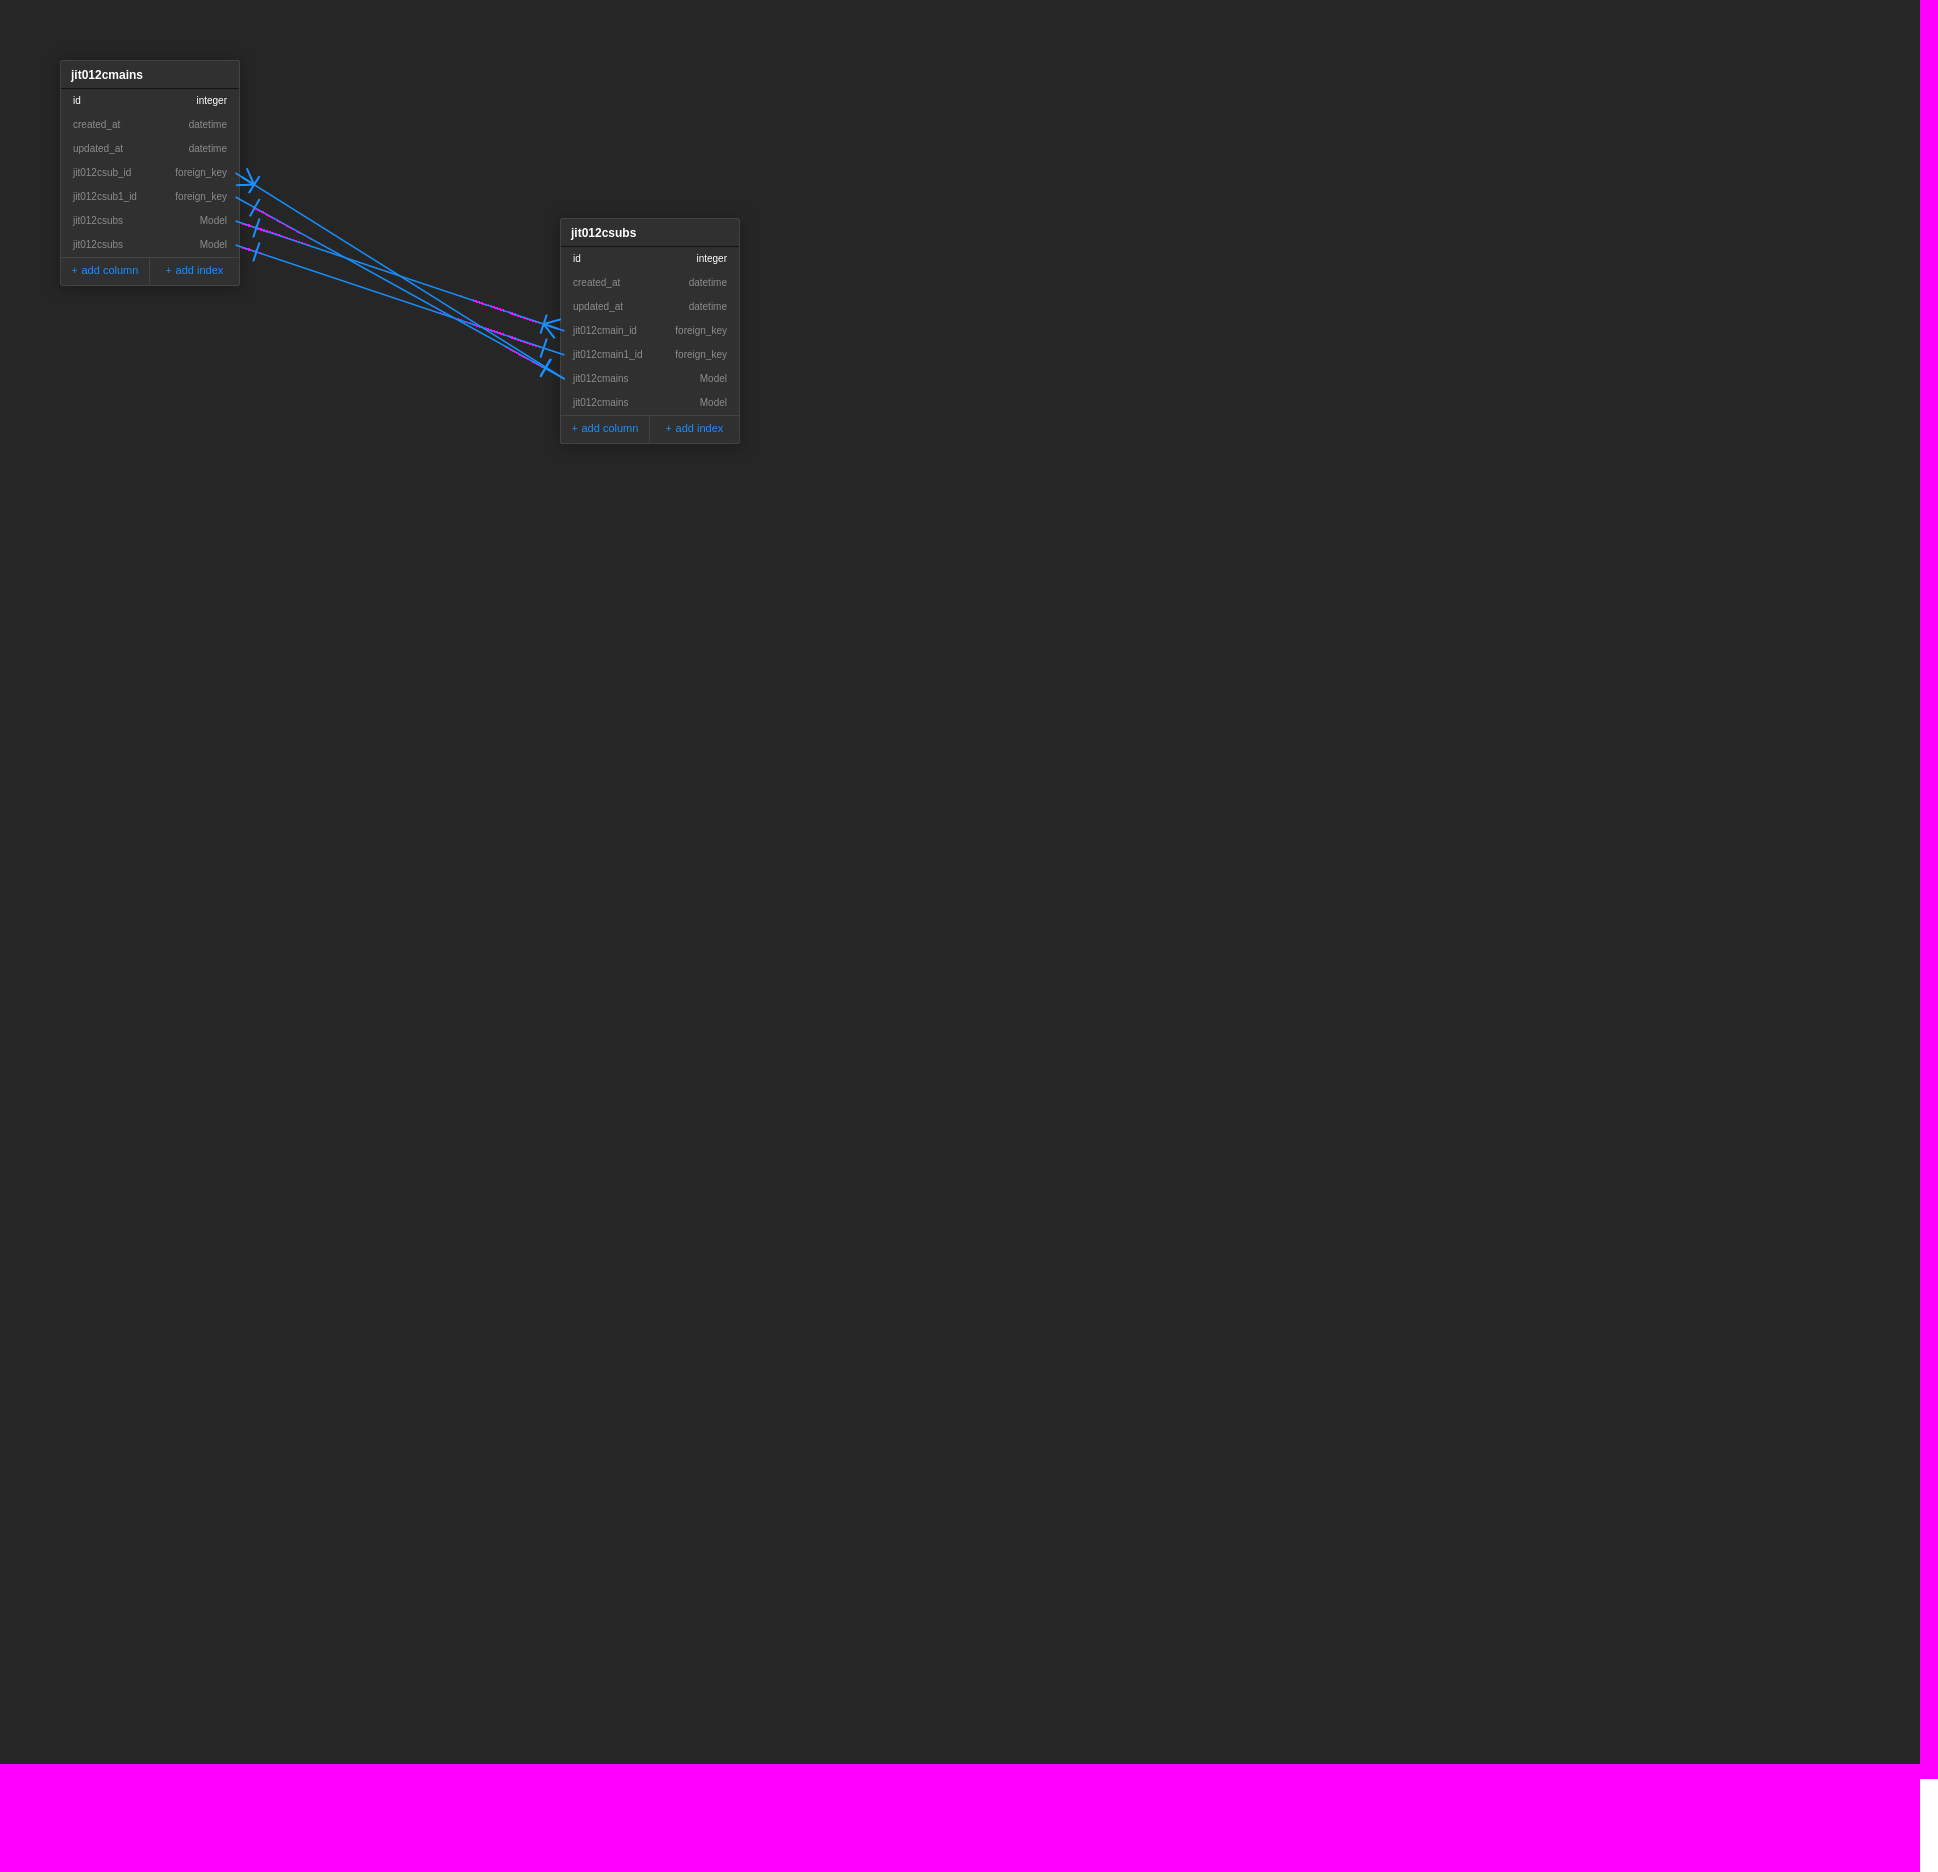 jit012cmains
id integer
created_at datetime
updated_at datetime
jit012csub_id foreign_key
jit012csub1_id foreign_key
jit012csubs Model
jit012csubs Model
+ add column + add index
jit012csubs
id integer
created_at datetime
updated_at datetime
jit012cmain_id foreign_key
jit012cmain1_id foreign_key
jit012cmains Model
jit012cmains Model
+ add column + add index